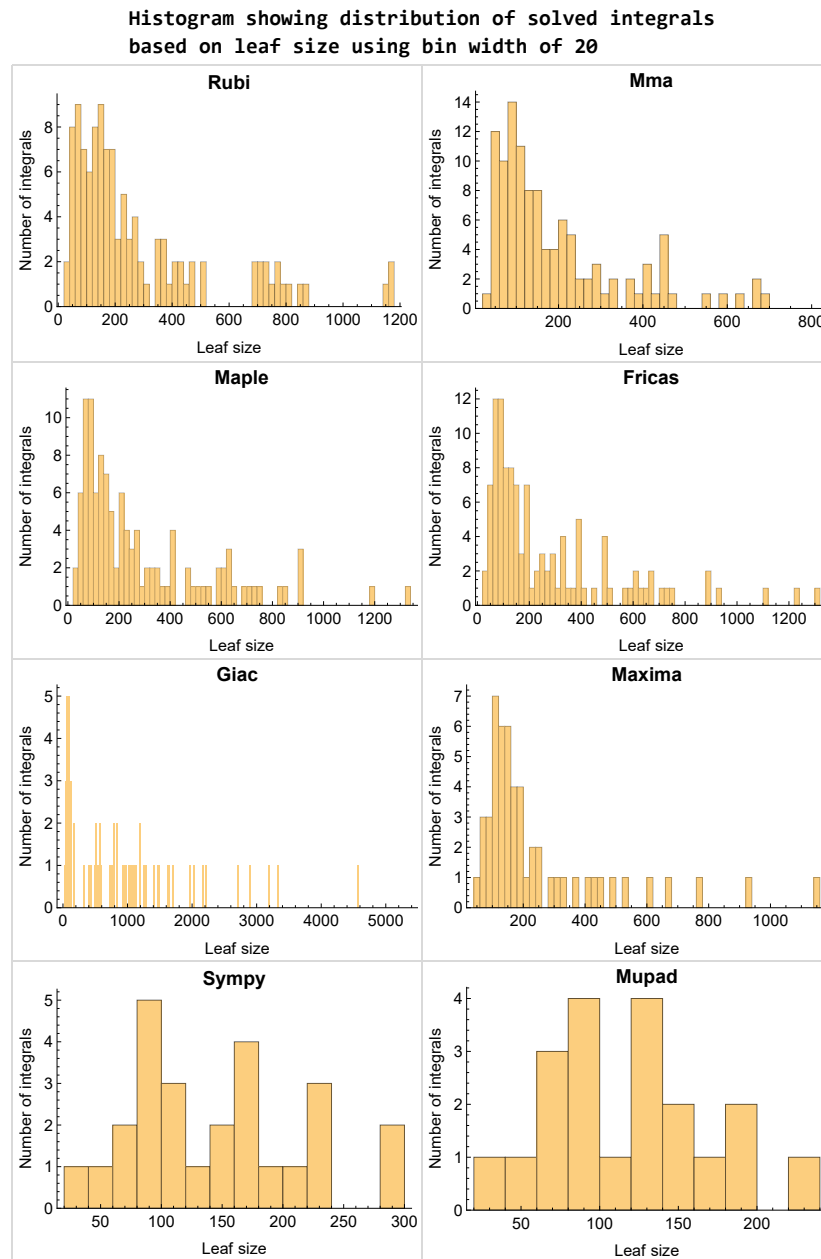 Histogram showing distribution of solved integrals
based on leaf size using bin width of 20
Rubi
Number of integrals
8
6
4
2
0
0 200 400 600 800 1000 1200
Leaf size
Mma
Number of integrals
14
12
10
8
6
4
2
0
200 400 600 800
Leaf size
Maple
Number of integrals
10
8
6
4
2
0
0 200 400 600 800 1000 1200
Leaf size
Fricas
Number of integrals
12
10
8
6
4
2
0
0 200 400 600 800 1000 1200
Leaf size
Giac
Number of integrals
5
4
3
2
1
0
0 1000 2000 3000 4000 5000
Leaf size
Maxima
Number of integrals
7
6
5
4
3
2
1
0
200 400 600 800 1000
Leaf size
Sympy
Number of integrals
5
4
3
2
1
0
50 100 150 200 250 300
Leaf size
Mupad
Number of integrals
4
3
2
1
0
50 100 150 200
Leaf size